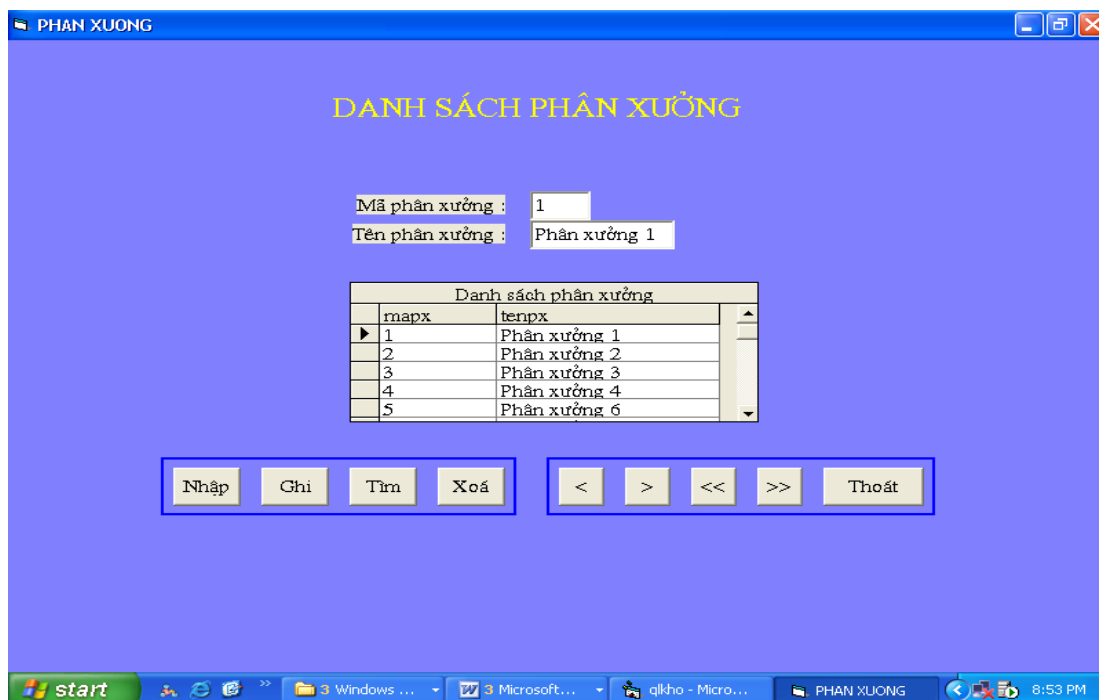 PHAN XUONG
DANH SÁCH PHÂN XƯỞNG
Mã phân xưởng : 1
Tên phân xưởng : Phân xưởng 1
Danh sách phân xưởng
mapx tenpx
1 Phân xưởng 1
2 Phân xưởng 2
3 Phân xưởng 3
4 Phân xưởng 4
5 Phân xưởng 6
Nhập Ghi Tìm Xoá < > << >> Thoát
start » 3 Windows ... 3 Microsoft... qlkho - Micro... PHAN XUONG 8:53 PM